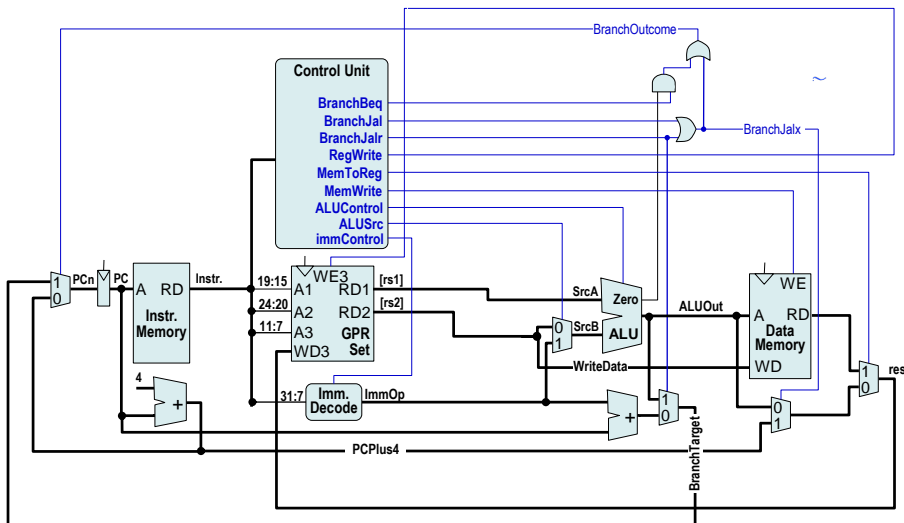 BranchOutcome
Control Unit
BranchBeq
BranchJal
BranchJalr
RegWrite
MemToReg
MemWrite
ALUControl
ALUSrc
immControl
BranchJalx
~
1
0
PCn
PC
A RD
Instr.
Memory
Instr.
19:15
24:20
11:7
31:7
WE3
A1
RD1
A2
RD2
A3
GPR
WD3
Set
[rs1]
[rs2]
SrcA
0
1
SrcB
Zero
ALU
ALUOut
WriteData
WE
A
RD
Data
Memory
WD
1
0
res
Imm.
Decode
ImmOp
4
+
+
1
0
0
1
PCPlus4
BranchTarget